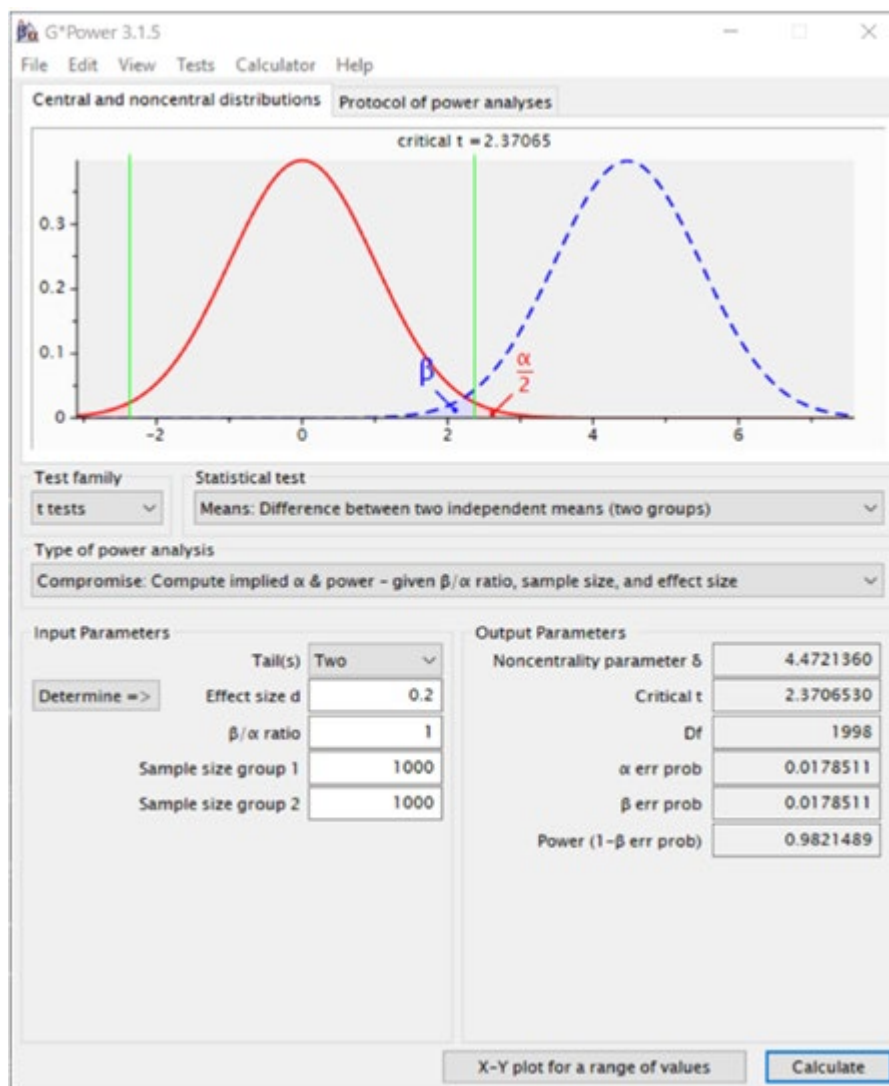 G*Power 3.1.5
File Edit View Tests Calculator Help
Central and noncentral distributions Protocol of power analyses
critical t = 2.37065
0.3
0.2
0.1
0
β
α
2
-2 0 2 4 6
Test family Statistical test
t tests Means: Difference between two independent means (two groups)
Type of power analysis
Compromise: Compute implied α & power - given β/α ratio, sample size, and effect size
Input Parameters Output Parameters
Tail(s) Two Noncentrality parameter δ 4.4721360
Determine => Effect size d 0.2 Critical t 2.3706530
β/α ratio 1 Df 1998
Sample size group 1 1000 α err prob 0.0178511
Sample size group 2 1000 β err prob 0.0178511
Power (1-β err prob) 0.9821489
X-Y plot for a range of values Calculate